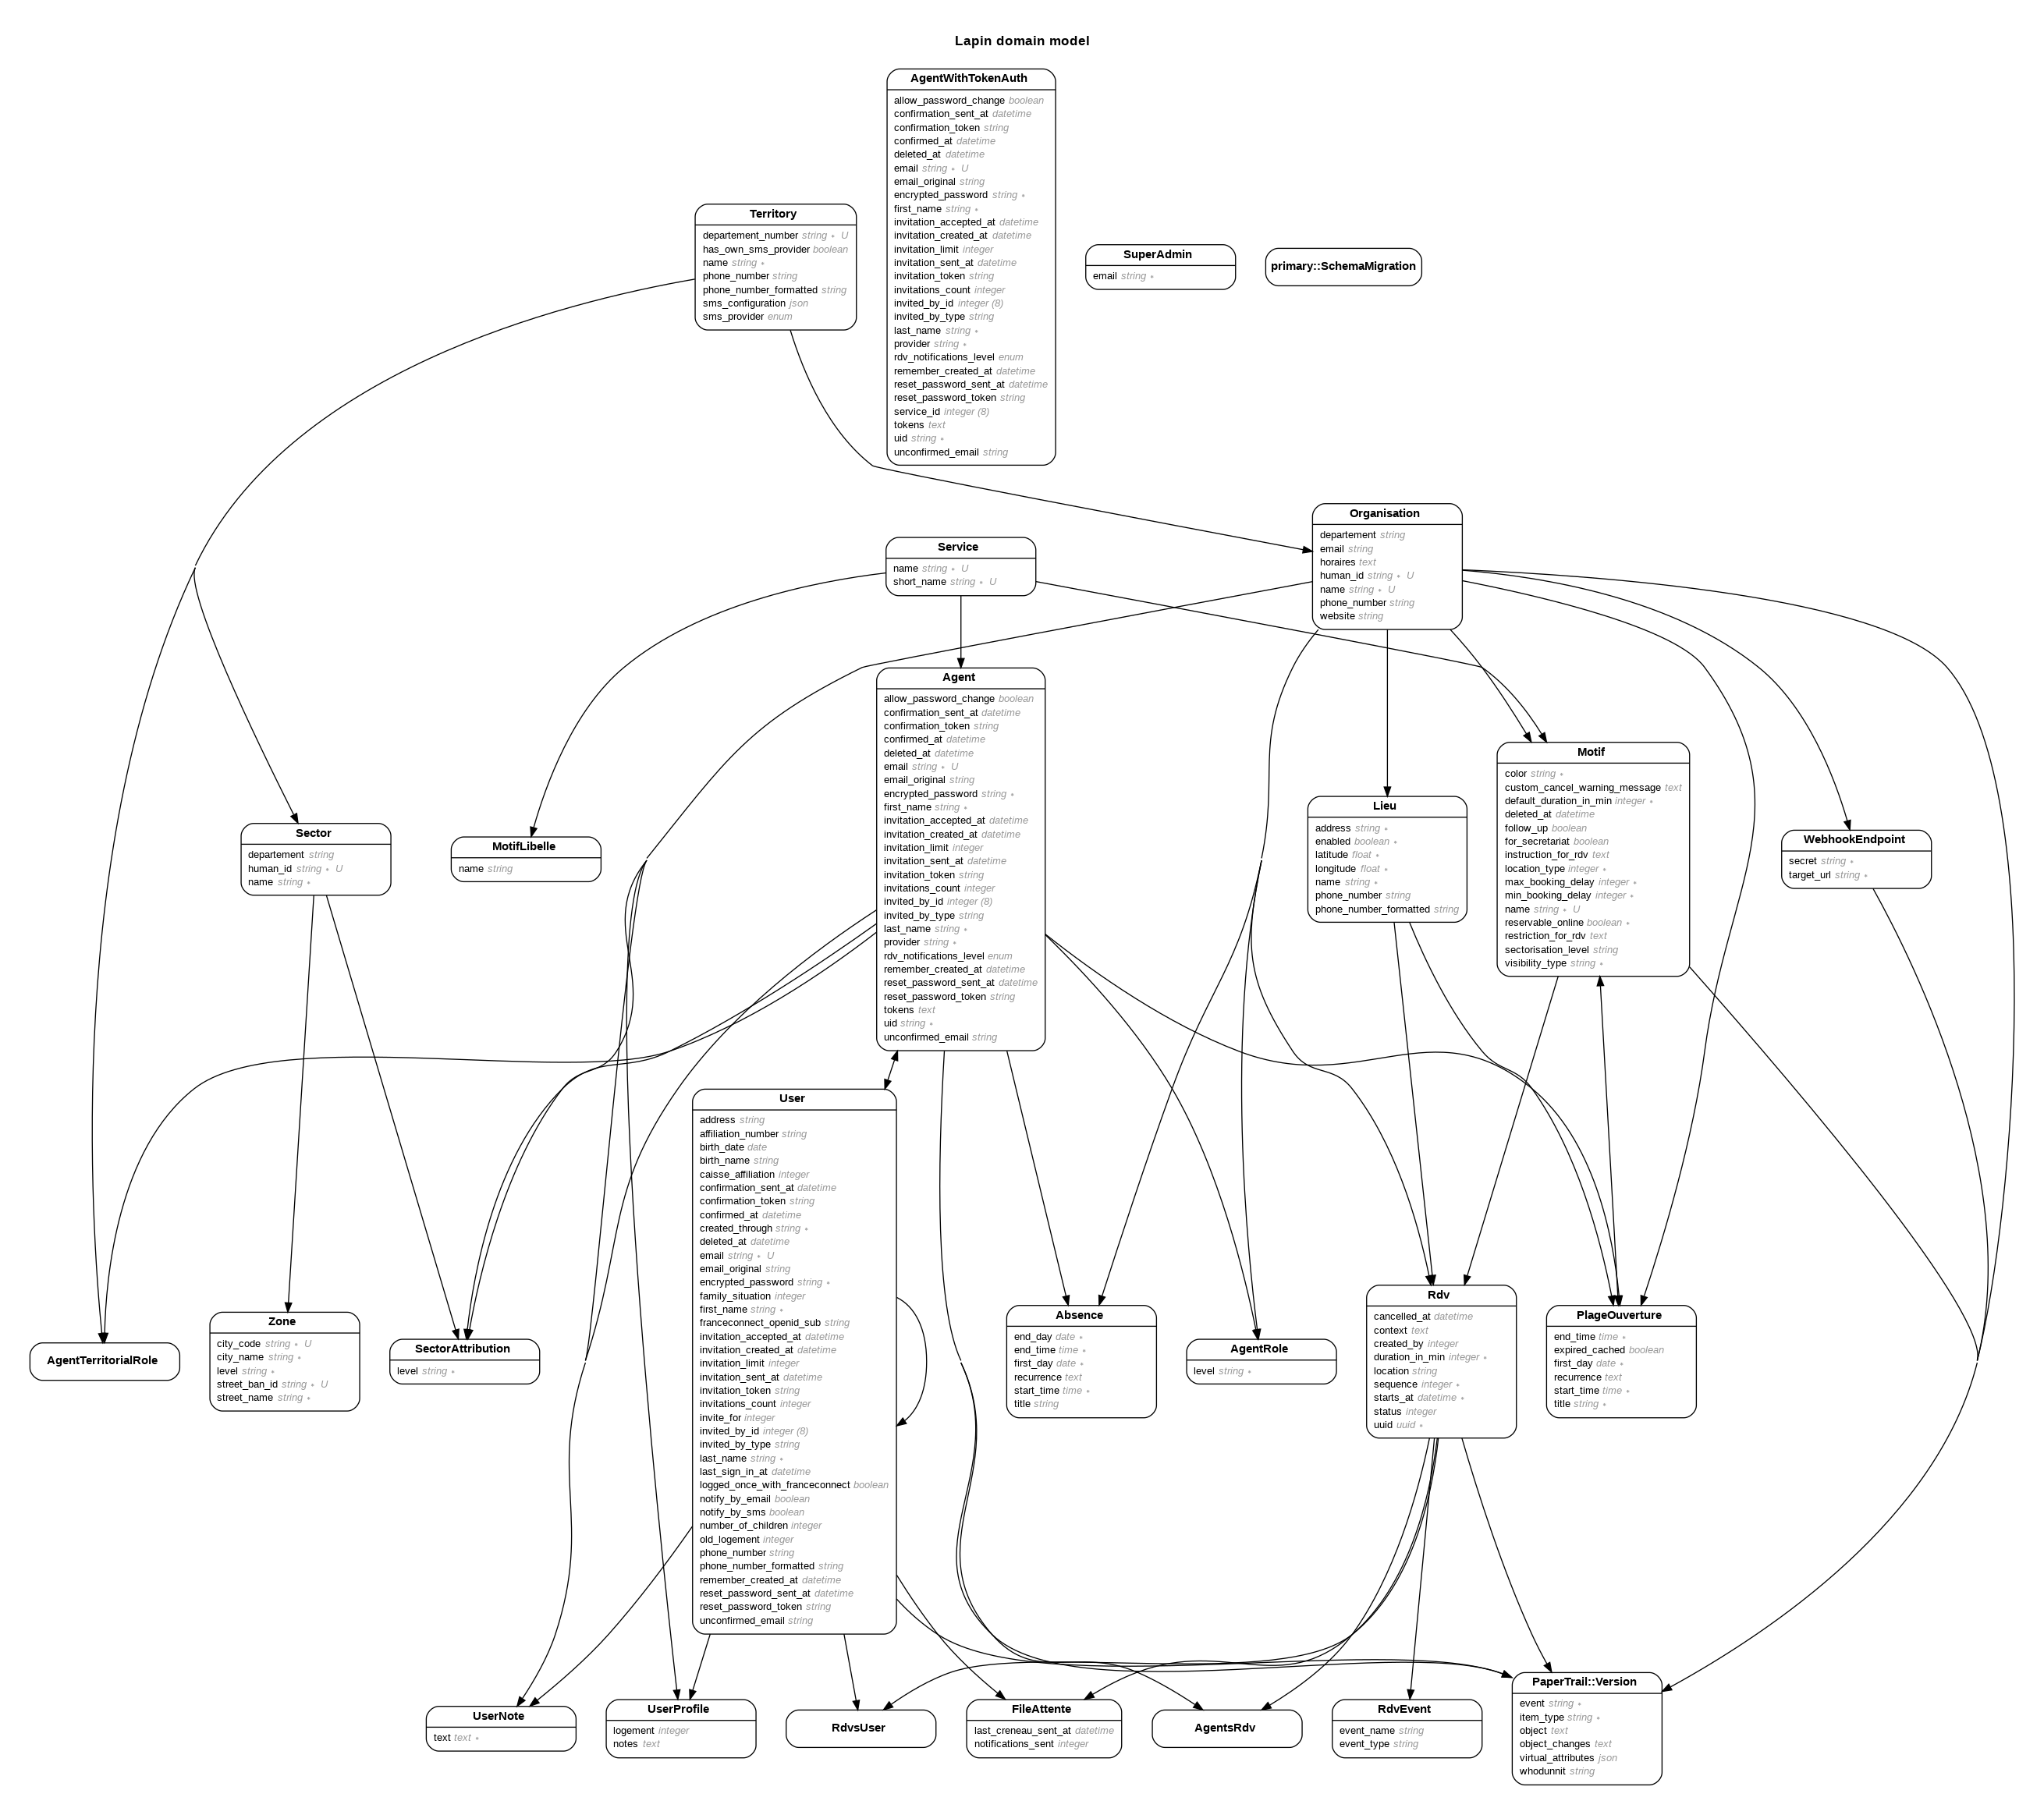 Lapin domain model
AgentWithTokenAuth
allow_password_change boolean
confirmation_sent_at datetime
confirmation_token string
confirmed_at datetime
deleted_at datetime
email string ∗ U
email_original string
encrypted_password string ∗
first_name string ∗
invitation_accepted_at datetime
invitation_created_at datetime
invitation_limit integer
invitation_sent_at datetime
invitation_token string
invitations_count integer
invited_by_id integer (8)
invited_by_type string
last_name string ∗
provider string ∗
rdv_notifications_level enum
remember_created_at datetime
reset_password_sent_at datetime
reset_password_token string
service_id integer (8)
tokens text
uid string ∗
unconfirmed_email string
Territory
departement_number string ∗ U
has_own_sms_provider boolean
name string ∗
phone_number string
phone_number_formatted string
sms_configuration json
sms_provider enum
SuperAdmin
email string ∗
primary::SchemaMigration
Organisation
departement string
email string
horaires text
human_id string ∗ U
name string ∗ U
phone_number string
website string
Service
name string ∗ U
short_name string ∗ U
Agent
allow_password_change boolean
confirmation_sent_at datetime
confirmation_token string
confirmed_at datetime
deleted_at datetime
email string ∗ U
email_original string
encrypted_password string ∗
first_name string ∗
invitation_accepted_at datetime
invitation_created_at datetime
invitation_limit integer
invitation_sent_at datetime
invitation_token string
invitations_count integer
invited_by_id integer (8)
invited_by_type string
last_name string ∗
provider string ∗
rdv_notifications_level enum
remember_created_at datetime
reset_password_sent_at datetime
reset_password_token string
tokens text
uid string ∗
unconfirmed_email string
Motif
color string ∗
custom_cancel_warning_message text
default_duration_in_min integer ∗
deleted_at datetime
follow_up boolean
for_secretariat boolean
instruction_for_rdv text
location_type integer ∗
max_booking_delay integer ∗
min_booking_delay integer ∗
name string ∗ U
reservable_online boolean ∗
restriction_for_rdv text
sectorisation_level string
visibility_type string ∗
Lieu
address string ∗
enabled boolean ∗
latitude float ∗
longitude float ∗
name string ∗
phone_number string
phone_number_formatted string
Sector
departement string
human_id string ∗ U
name string ∗
MotifLibelle
name string
WebhookEndpoint
secret string ∗
target_url string ∗
User
address string
affiliation_number string
birth_date date
birth_name string
caisse_affiliation integer
confirmation_sent_at datetime
confirmation_token string
confirmed_at datetime
created_through string ∗
deleted_at datetime
email string ∗ U
email_original string
encrypted_password string ∗
family_situation integer
first_name string ∗
franceconnect_openid_sub string
invitation_accepted_at datetime
invitation_created_at datetime
invitation_limit integer
invitation_sent_at datetime
invitation_token string
invitations_count integer
invite_for integer
invited_by_id integer (8)
invited_by_type string
last_name string ∗
last_sign_in_at datetime
logged_once_with_franceconnect boolean
notify_by_email boolean
notify_by_sms boolean
number_of_children integer
old_logement integer
phone_number string
phone_number_formatted string
remember_created_at datetime
reset_password_sent_at datetime
reset_password_token string
unconfirmed_email string
AgentTerritorialRole
Zone
city_code string ∗ U
city_name string ∗
level string ∗
street_ban_id string ∗ U
street_name string ∗
SectorAttribution
level string ∗
Absence
end_day date ∗
end_time time ∗
first_day date ∗
recurrence text
start_time time ∗
title string
AgentRole
level string ∗
Rdv
cancelled_at datetime
context text
created_by integer
duration_in_min integer ∗
location string
sequence integer ∗
starts_at datetime ∗
status integer
uuid uuid ∗
PlageOuverture
end_time time ∗
expired_cached boolean
first_day date ∗
recurrence text
start_time time ∗
title string ∗
UserNote
text text ∗
UserProfile
logement integer
notes text
RdvsUser
FileAttente
last_creneau_sent_at datetime
notifications_sent integer
AgentsRdv
RdvEvent
event_name string
event_type string
PaperTrail::Version
event string ∗
item_type string ∗
object text
object_changes text
virtual_attributes json
whodunnit string